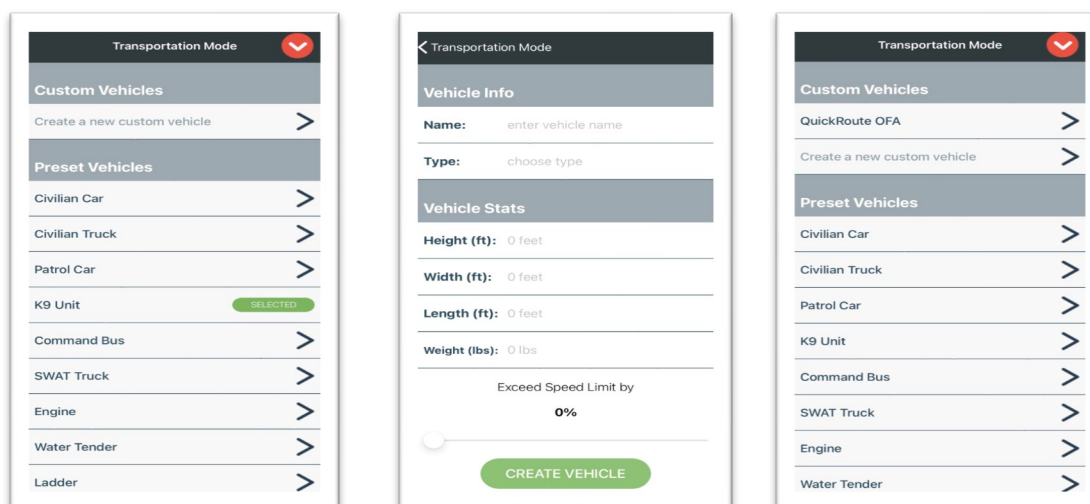 Transportation Mode
Custom Vehicles
Create a new custom vehicle
Preset Vehicles
Civilian Car
Civilian Truck
Patrol Car
K9 Unit SELECTED
Command Bus
SWAT Truck
Engine
Water Tender
Ladder
Transportation Mode
Vehicle Info
Name: enter vehicle name
Type: choose type
Vehicle Stats
Height (ft): 0 feet
Width (ft): 0 feet
Length (ft): 0 feet
Weight (lbs): 0 lbs
Exceed Speed Limit by
0%
CREATE VEHICLE
Transportation Mode
Custom Vehicles
QuickRoute OFA
Create a new custom vehicle
Preset Vehicles
Civilian Car
Civilian Truck
Patrol Car
K9 Unit
Command Bus
SWAT Truck
Engine
Water Tender